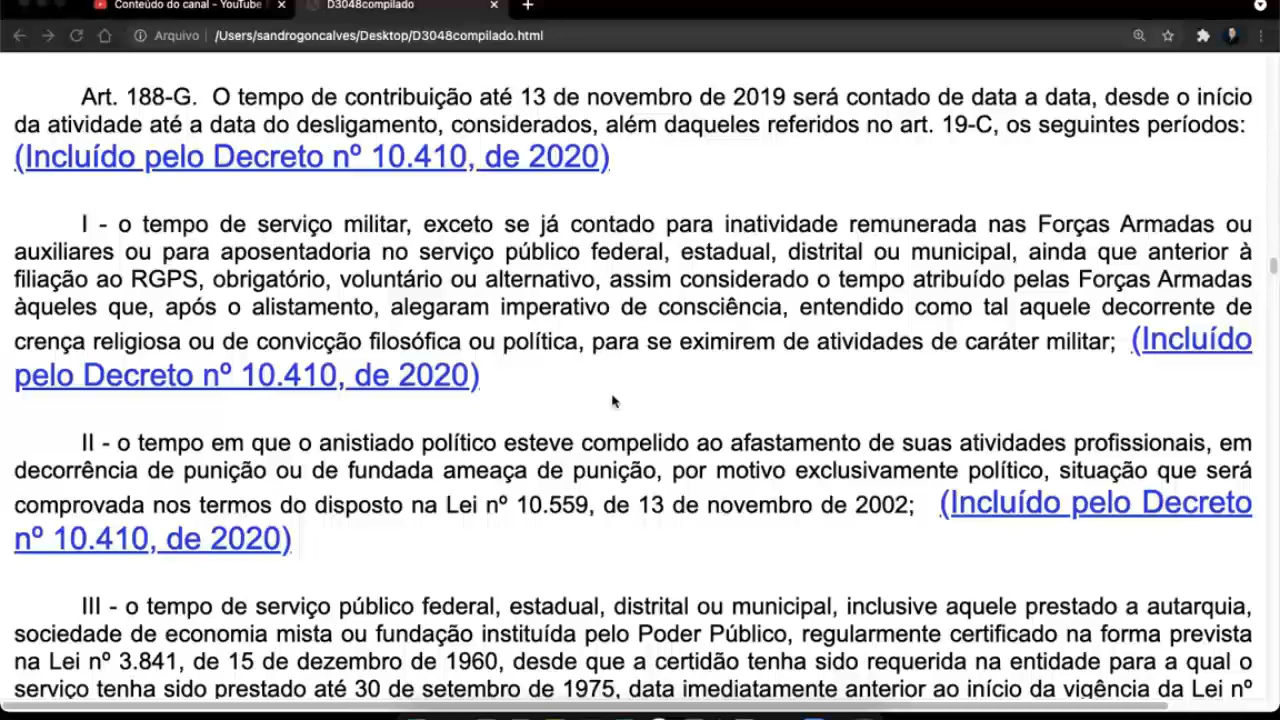 Conteúdo do canal - YouTube
D3048compilado
Arquivo
/Users/sandrogoncalves/Desktop/D3048compilado.html
Art. 188-G. O tempo de contribuição até 13 de novembro de 2019 será contado de data a data, desde o início
da atividade até a data do desligamento, considerados, além daqueles referidos no art. 19-C, os seguintes períodos:
(Incluído pelo Decreto nº 10.410, de 2020)
I - o tempo de serviço militar, exceto se já contado para inatividade remunerada nas Forças Armadas ou
auxiliares ou para aposentadoria no serviço público federal, estadual, distrital ou municipal, ainda que anterior à
filiação ao RGPS, obrigatório, voluntário ou alternativo, assim considerado o tempo atribuído pelas Forças Armadas
àqueles que, após o alistamento, alegaram imperativo de consciência, entendido como tal aquele decorrente de
crença religiosa ou de convicção filosófica ou política, para se eximirem de atividades de caráter militar; (Incluído
pelo Decreto nº 10.410, de 2020)
II - o tempo em que o anistiado político esteve compelido ao afastamento de suas atividades profissionais, em
decorrência de punição ou de fundada ameaça de punição, por motivo exclusivamente político, situação que será
comprovada nos termos do disposto na Lei nº 10.559, de 13 de novembro de 2002; (Incluído pelo Decreto
nº 10.410, de 2020)
III - o tempo de serviço público federal, estadual, distrital ou municipal, inclusive aquele prestado a autarquia,
sociedade de economia mista ou fundação instituída pelo Poder Público, regularmente certificado na forma prevista
na Lei nº 3.841, de 15 de dezembro de 1960, desde que a certidão tenha sido requerida na entidade para a qual o
serviço tenha sido prestado até 30 de setembro de 1975, data imediatamente anterior ao início da vigência da Lei nº